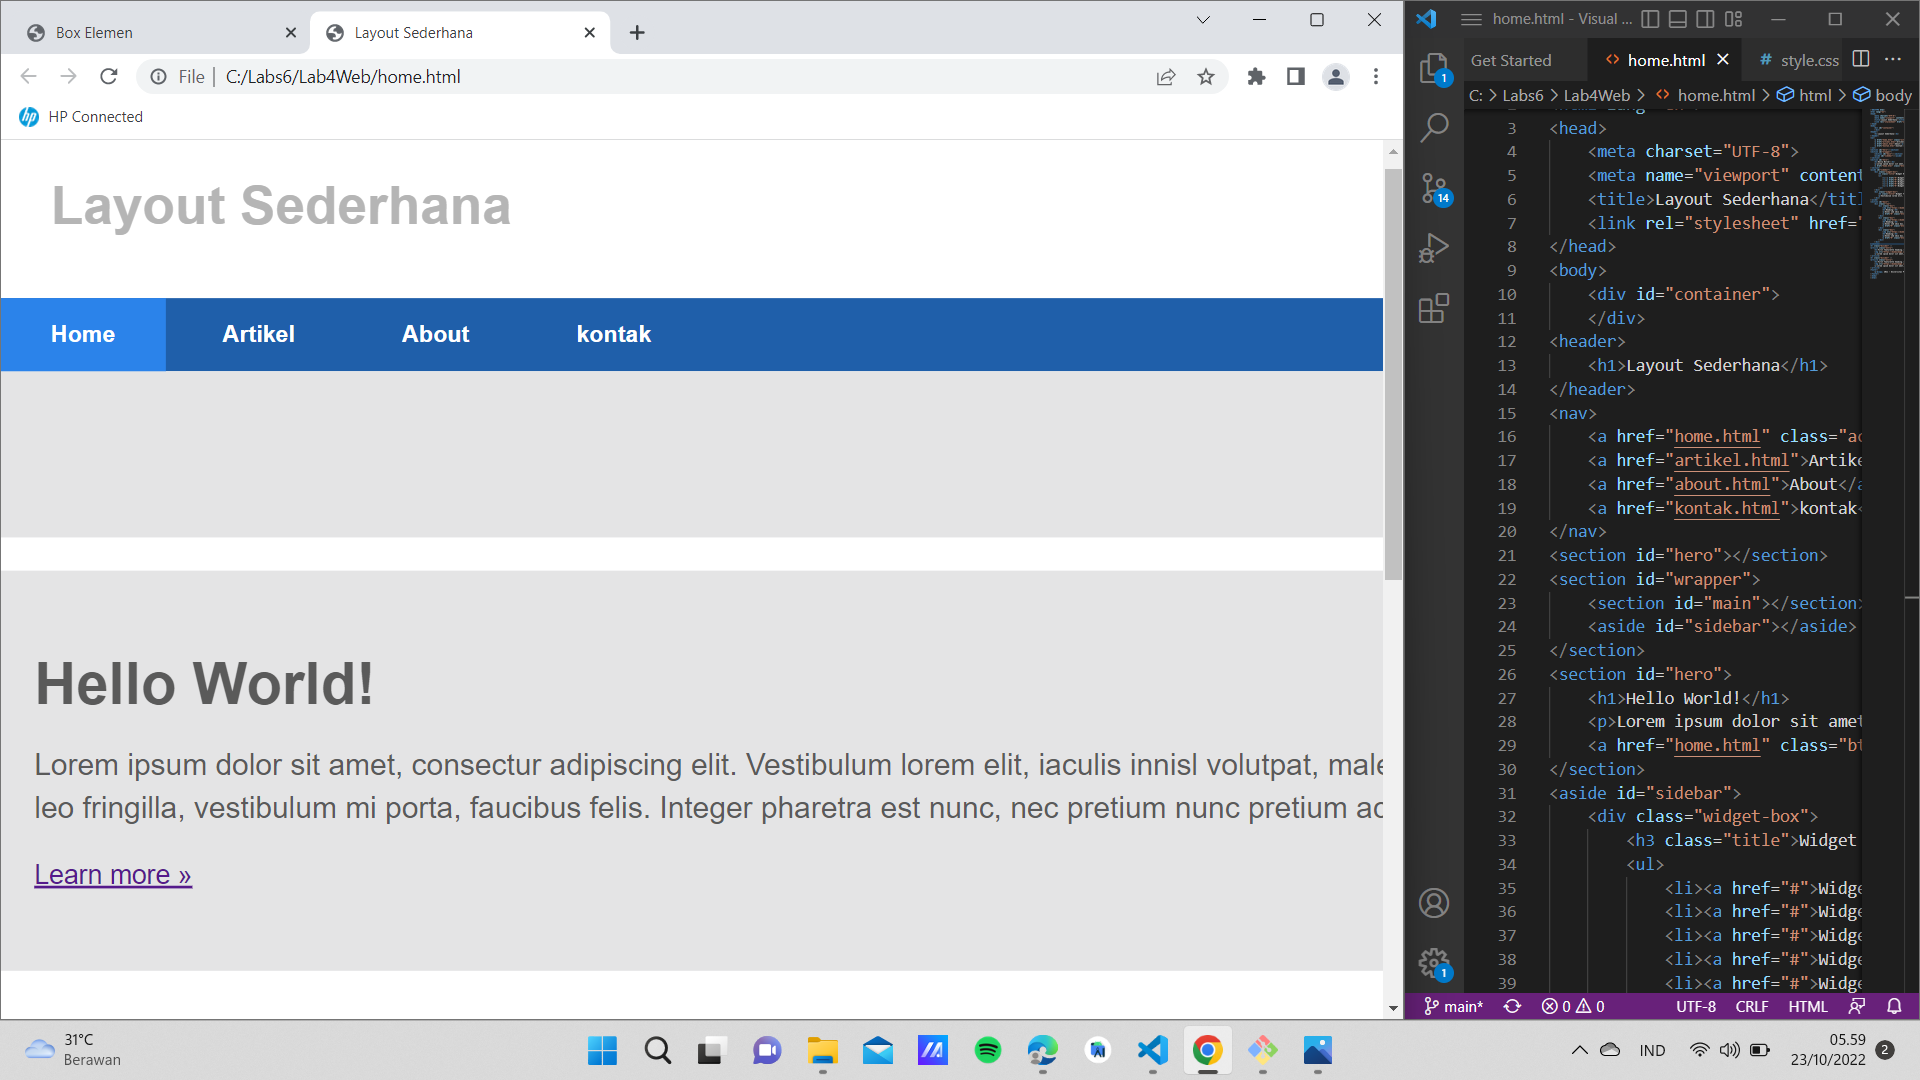 Box Elemen
Layout Sederhana
File
C:/Labs6/Lab4Web/home.html
HP Connected
Layout Sederhana
Home
Artikel
About
kontak
Hello World!
Lorem ipsum dolor sit amet, consectur adipiscing elit. Vestibulum lorem elit, iaculis innisl volutpat, male
leo fringilla, vestibulum mi porta, faucibus felis. Integer pharetra est nunc, nec pretium nunc pretium ac
Learn more »
home.html - Visual ...
Get Started
home.html
# style.css
C: > Labs6 > Lab4Web > home.html > html > body
3 <head>
4 <meta charset="UTF-8">
5 <meta name="viewport" content
6 <title>Layout Sederhana</titl
7 <link rel="stylesheet" href="
8 </head>
9 <body>
10 <div id="container">
11 </div>
12 <header>
13 <h1>Layout Sederhana</h1>
14 </header>
15 <nav>
16 <a href="home.html" class="ac
17 <a href="artikel.html">Artike
18 <a href="about.html">About</a
19 <a href="kontak.html">kontak<
20 </nav>
21 <section id="hero"></section>
22 <section id="wrapper">
23 <section id="main"></section>
24 <aside id="sidebar"></aside>
25 </section>
26 <section id="hero">
27 <h1>Hello World!</h1>
28 <p>Lorem ipsum dolor sit amet
29 <a href="home.html" class="bt
30 </section>
31 <aside id="sidebar">
32 <div class="widget-box">
33 <h3 class="title">Widget
34 <ul>
35 <li><a href="#">Widge
36 <li><a href="#">Widge
37 <li><a href="#">Widge
38 <li><a href="#">Widge
39 <li><a href="#">Widge
1
14
1
main*
0
0
UTF-8
CRLF
HTML
31°C
Berawan
IND
05.59
23/10/2022
2